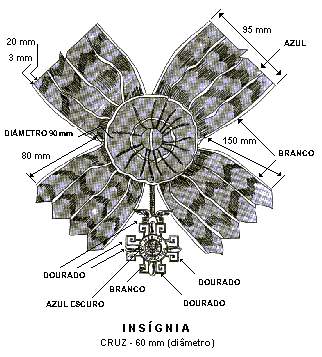 95 mm
20 mm
3 mm
AZUL
DIÁMETRO 90 mm
150 mm
80 mm
BRANCO
DOURADO
BRANCO
DOURADO
AZUL ESCURO
DOURADO
INSÍGNIA
CRUZ - 60 mm (diâmetro)